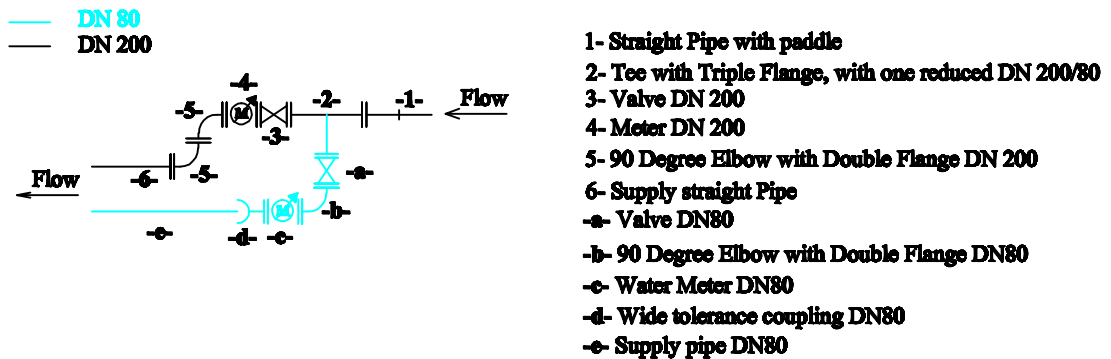 DN 80
DN 200
-4-
-5-
-2-
-1-
Flow
M
-3-
Flow
-6-
-5-
-a-
M
-b-
-e-
-d-
-c-
1- Straight Pipe with paddle
2- Tee with Triple Flange, with one reduced DN 200/80
3- Valve DN 200
4- Meter DN 200
5- 90 Degree Elbow with Double Flange DN 200
6- Supply straight Pipe
-a- Valve DN80
-b- 90 Degree Elbow with Double Flange DN80
-c- Water Meter DN80
-d- Wide tolerance coupling DN80
-e- Supply pipe DN80